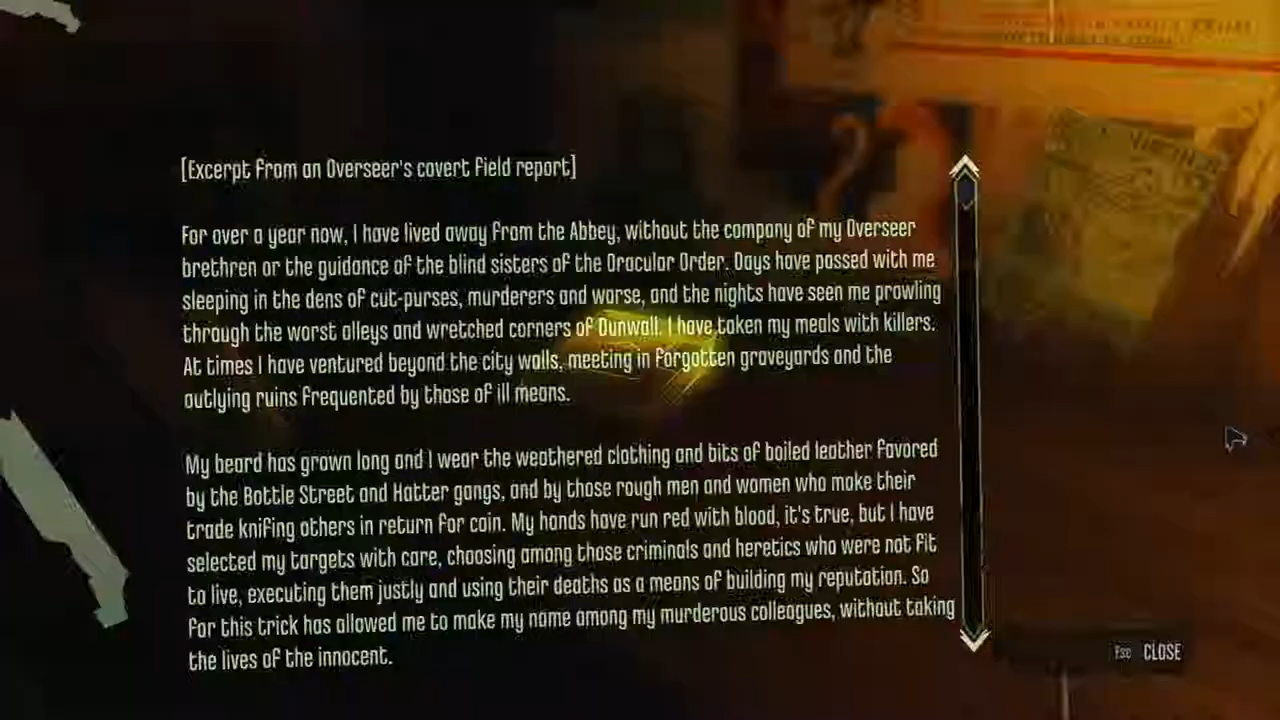 [Excerpt from an Overseer's covert field report]
For over a year now, I have lived away from the Abbey, without the company of my Overseer
brethren or the guidance of the blind sisters of the Oracular Order. Days have passed with me
sleeping in the dens of cut-purses, murderers and worse, and the nights have seen me prowling
through the worst alleys and wretched corners of Dunwall. I have taken my meals with killers.
At times I have ventured beyond the city walls, meeting in forgotten graveyards and the
outlying ruins frequented by those of ill means.
My beard has grown long and I wear the weathered clothing and bits of boiled leather favored
by the Bottle Street and Hatter gangs, and by those rough men and women who make their
trade knifing others in return for coin. My hands have run red with blood, it's true, but I have
selected my targets with care, choosing among those criminals and heretics who were not fit
to live, executing them justly and using their deaths as a means of building my reputation. So
far this trick has allowed me to make my name among my murderous colleagues, without taking
the lives of the innocent.
Esc CLOSE